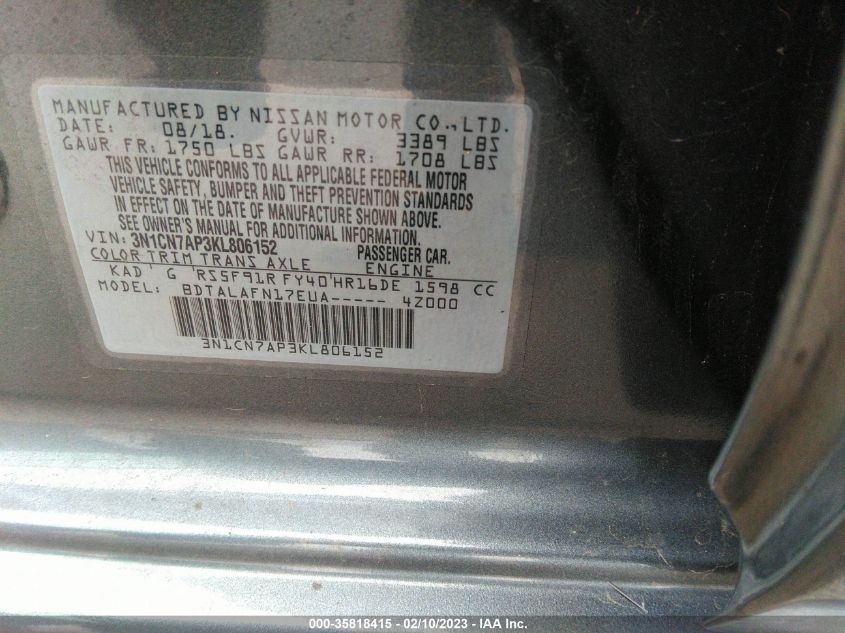 MANUFACTURED BY NISSAN MOTOR CO.,LTD.
DATE: 08/18. GVWR: 3389 LBS
GAWR FR: 1750 LBS GAWR RR: 1708 LBS
THIS VEHICLE CONFORMS TO ALL APPLICABLE FEDERAL MOTOR
VEHICLE SAFETY, BUMPER AND THEFT PREVENTION STANDARDS
IN EFFECT ON THE DATE OF MANUFACTURE SHOWN ABOVE.
SEE OWNER'S MANUAL FOR ADDITIONAL INFORMATION.
VIN: 3N1CN7AP3KL806152 PASSENGER CAR.
COLOR TRIM TRANS AXLE ENGINE
KAD G RS5F91R FY40 HR16DE 1598 CC
MODEL: BDTALAFN17EUA----- 4Z000
3N1CN7AP3KL806152
000-35818415 - 02/10/2023 - IAA Inc.